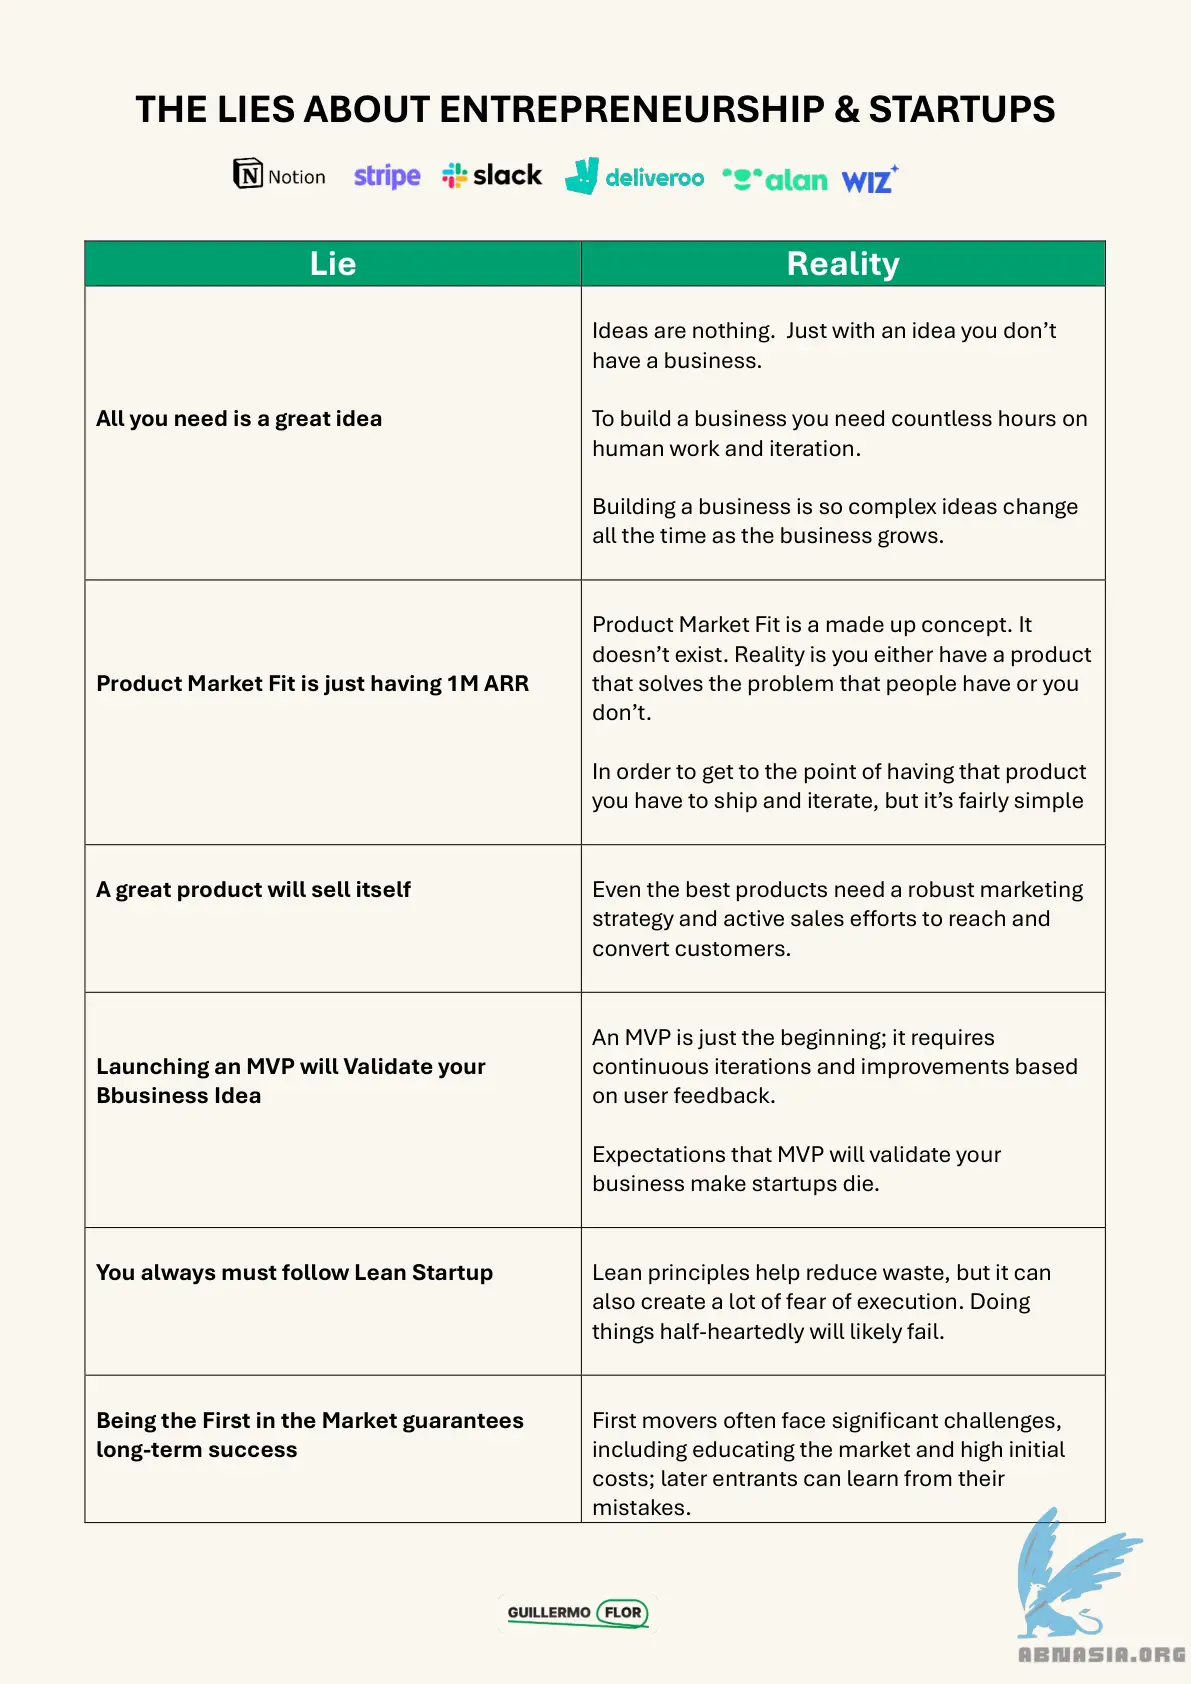 THE LIES ABOUT ENTREPRENEURSHIP & STARTUPS
N Notion stripe slack deliveroo alan WIZ
Lie
Reality
All you need is a great idea
Ideas are nothing.  Just with an idea you don’t
have a business.
To build a business you need countless hours on
human work and iteration.
Building a business is so complex ideas change
all the time as the business grows.
Product Market Fit is just having 1M ARR
Product Market Fit is a made up concept. It
doesn’t exist. Reality is you either have a product
that solves the problem that people have or you
don’t.
In order to get to the point of having that product
you have to ship and iterate, but it’s fairly simple
A great product will sell itself
Even the best products need a robust marketing
strategy and active sales efforts to reach and
convert customers.
Launching an MVP will Validate your
Bbusiness Idea
An MVP is just the beginning; it requires
continuous iterations and improvements based
on user feedback.
Expectations that MVP will validate your
business make startups die.
You always must follow Lean Startup
Lean principles help reduce waste, but it can
also create a lot of fear of execution. Doing
things half-heartedly will likely fail.
Being the First in the Market guarantees
long-term success
First movers often face significant challenges,
including educating the market and high initial
costs; later entrants can learn from their
mistakes.
GUILLERMO FLOR
ABNASIA.ORG